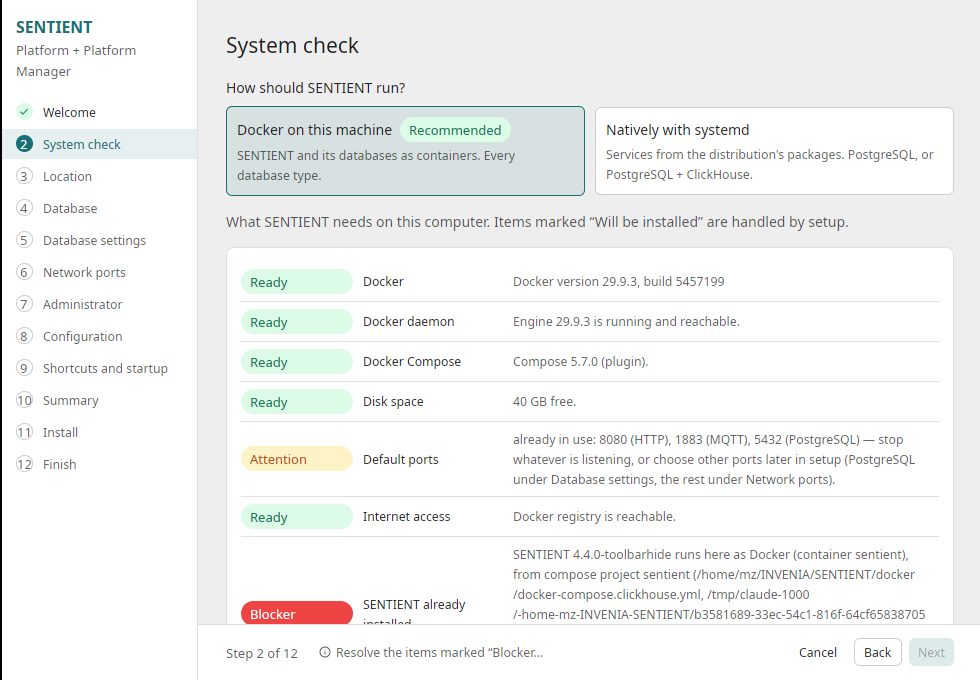 SENTIENT
Platform + Platform
Manager
Welcome
2 System check
3 Location
4 Database
5 Database settings
6 Network ports
7 Administrator
8 Configuration
9 Shortcuts and startup
10 Summary
11 Install
12 Finish
System check
How should SENTIENT run?
Docker on this machine Recommended
SENTIENT and its databases as containers. Every
database type.
Natively with systemd
Services from the distribution's packages. PostgreSQL, or
PostgreSQL + ClickHouse.
What SENTIENT needs on this computer. Items marked “Will be installed” are handled by setup.
Ready Docker Docker version 29.9.3, build 5457199
Ready Docker daemon Engine 29.9.3 is running and reachable.
Ready Docker Compose Compose 5.7.0 (plugin).
Ready Disk space 40 GB free.
already in use: 8080 (HTTP), 1883 (MQTT), 5432 (PostgreSQL) — stop
Attention Default ports whatever is listening, or choose other ports later in setup (PostgreSQL
under Database settings, the rest under Network ports).
Ready Internet access Docker registry is reachable.
SENTIENT 4.4.0-toolbarhide runs here as Docker (container sentient),
from compose project sentient (/home/mz/INVENIA/SENTIENT/docker
/docker-compose.clickhouse.yml, /tmp/claude-1000
/-home-mz-INVENIA-SENTIENT/b3581689-33ec-54c1-816f-64cf65838705
Blocker SENTIENT already
installed
Step 2 of 12 Resolve the items marked “Blocker... Cancel Back Next